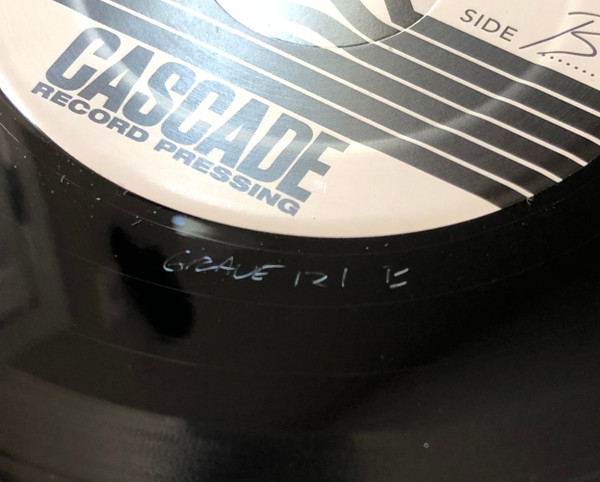 SIDE B
CASCADE
RECORD PRESSING
GRAVE 121